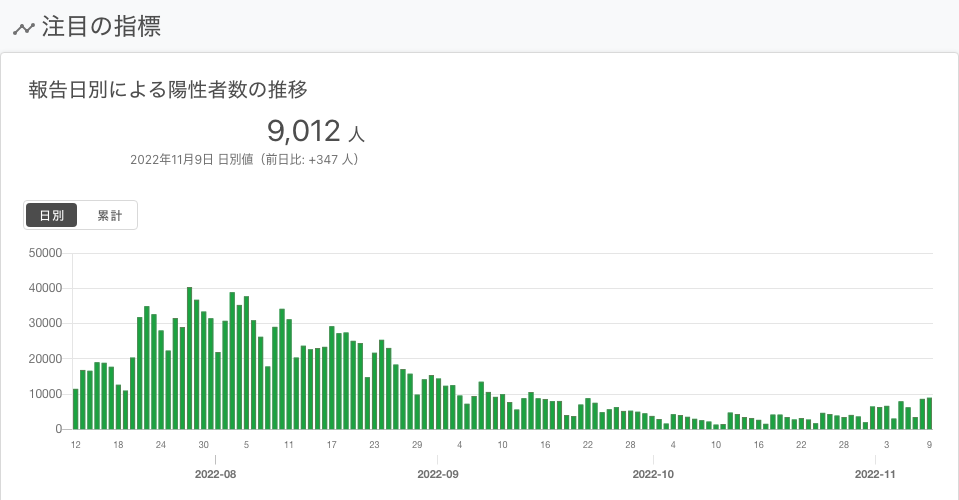 注目の指標
報告日別による陽性者数の推移
9,012 人
2022年11月9日 日別値（前日比: +347 人）
日別 累計
50000
40000
30000
20000
10000
0
12 18 24 30 5 11 17 23 29 4 10 16 22 28 4 10 16 22 28 3 9
2022-08 2022-09 2022-10 2022-11